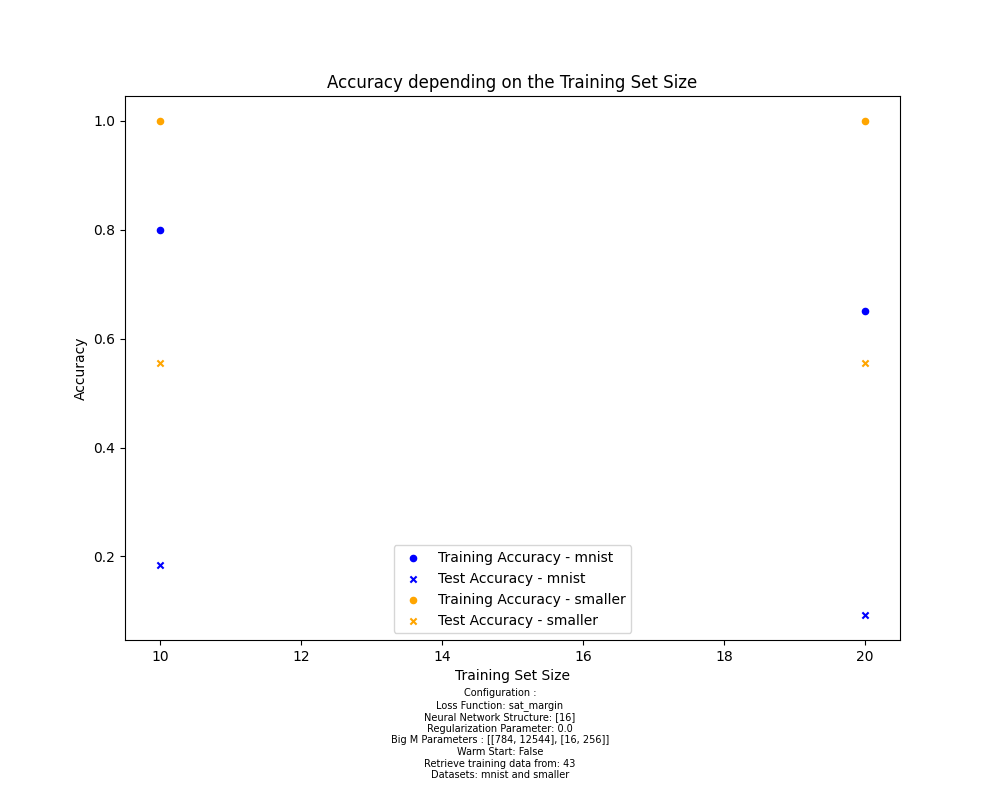 Accuracy depending on the Training Set Size
1.0
0.8
0.6
0.4
0.2
Accuracy
Training Accuracy - mnist
Test Accuracy - mnist
Training Accuracy - smaller
Test Accuracy - smaller
10 12 14 16 18 20
Training Set Size
Configuration :
Loss Function: sat_margin
Neural Network Structure: [16]
Regularization Parameter: 0.0
Big M Parameters : [[784, 12544], [16, 256]]
Warm Start: False
Retrieve training data from: 43
Datasets: mnist and smaller